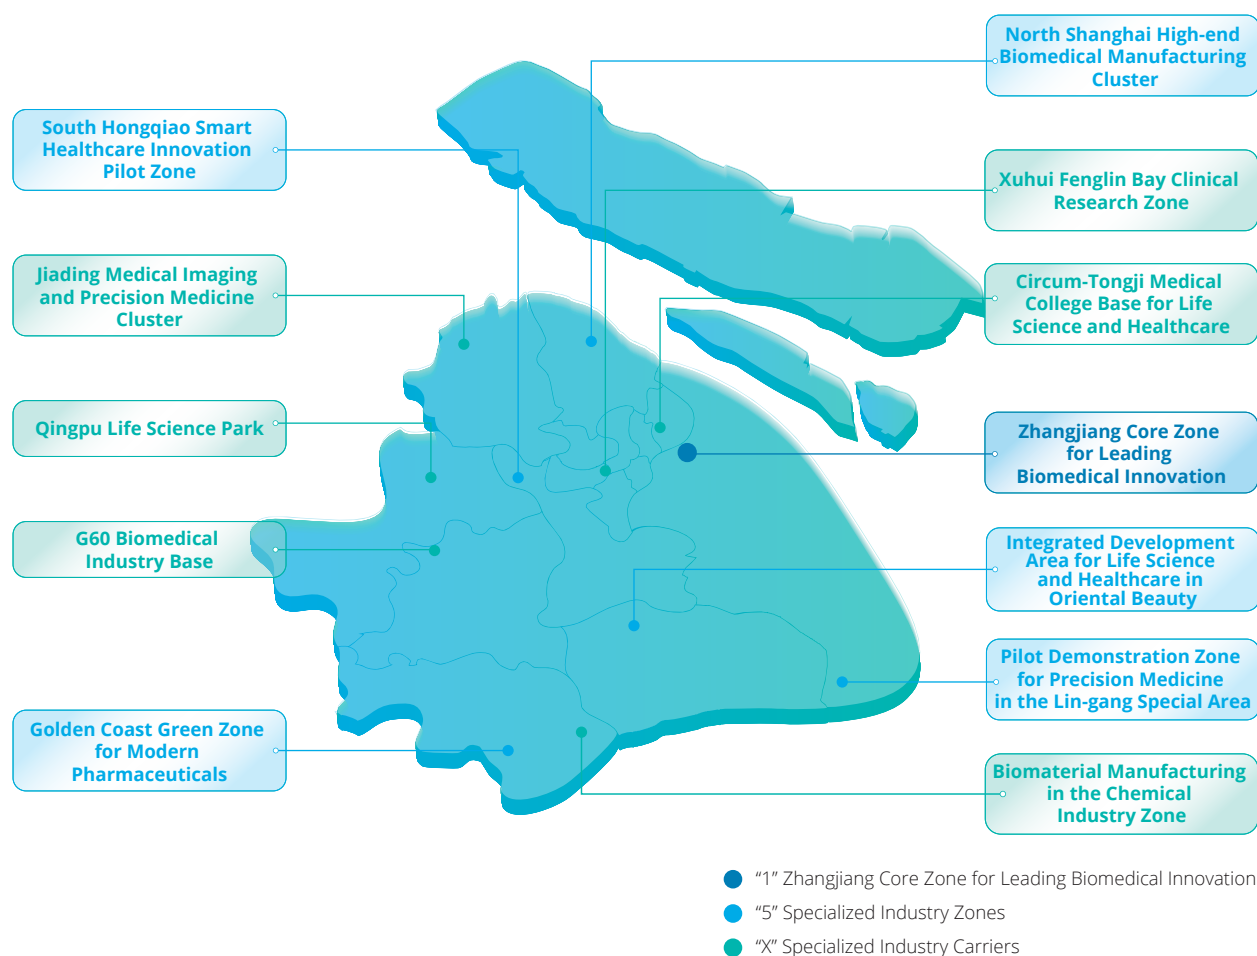 South Hongqiao Smart
Healthcare Innovation
Pilot Zone
Jiading Medical Imaging
and Precision Medicine
Cluster
Qingpu Life Science Park
G60 Biomedical
Industry Base
Golden Coast Green Zone
for Modern
Pharmaceuticals
North Shanghai High-end
Biomedical Manufacturing
Cluster
Xuhui Fenglin Bay Clinical
Research Zone
Circum-Tongji Medical
College Base for Life
Science and Healthcare
Zhangjiang Core Zone
for Leading
Biomedical Innovation
Integrated Development
Area for Life Science
and Healthcare in
Oriental Beauty
Pilot Demonstration Zone
for Precision Medicine
in the Lin-gang Special Area
Biomaterial Manufacturing
in the Chemical
Industry Zone
“1” Zhangjiang Core Zone for Leading Biomedical Innovation
“5” Specialized Industry Zones
“X” Specialized Industry Carriers